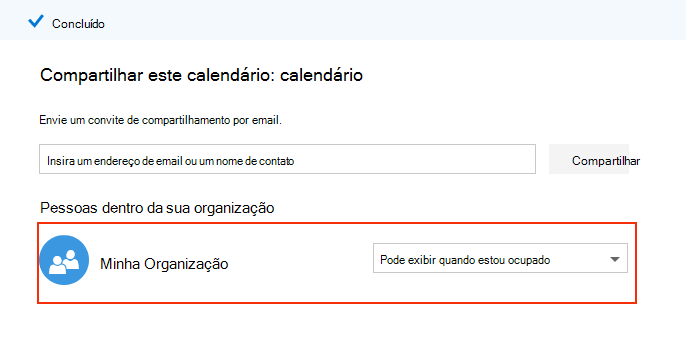 Concluído
Compartilhar este calendário: calendário
Envie um convite de compartilhamento por email.
Insira um endereço de email ou um nome de contato
Compartilhar
Pessoas dentro da sua organização
Minha Organização
Pode exibir quando estou ocupado